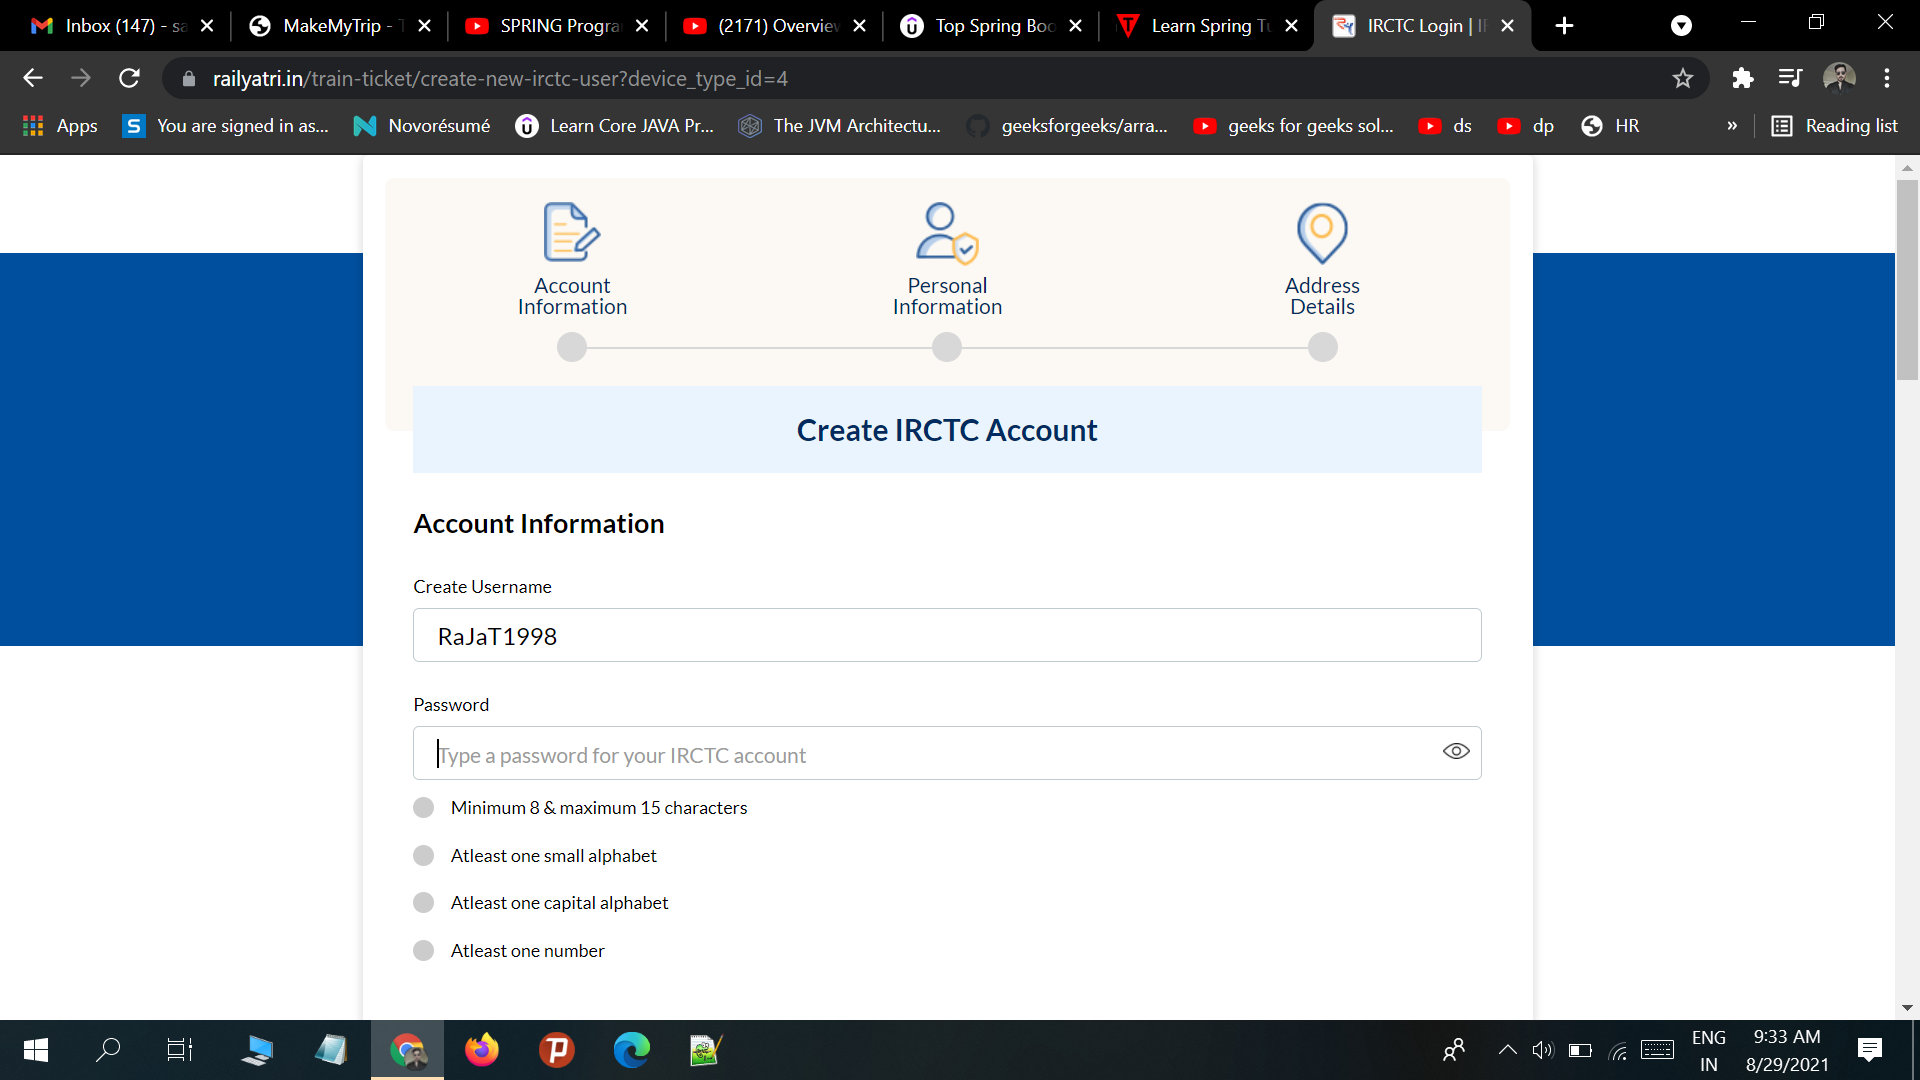 Inbox (147) - sa
MakeMyTrip - T
SPRING Progra
(2171) Overview
Top Spring Boo
Learn Spring Tu
IRCTC Login | IR
railyatri.in/train-ticket/create-new-irctc-user?device_type_id=4
Apps
You are signed in as...
Novorésumé
Learn Core JAVA Pr...
The JVM Architectu...
geeksforgeeks/arra...
geeks for geeks sol...
ds
dp
HR
»
Reading list
Account
Information
Personal
Information
Address
Details
Create IRCTC Account
Account Information
Create Username
RaJaT1998
Password
Type a password for your IRCTC account
Minimum 8 & maximum 15 characters
Atleast one small alphabet
Atleast one capital alphabet
Atleast one number
ENG
IN
9:33 AM
8/29/2021